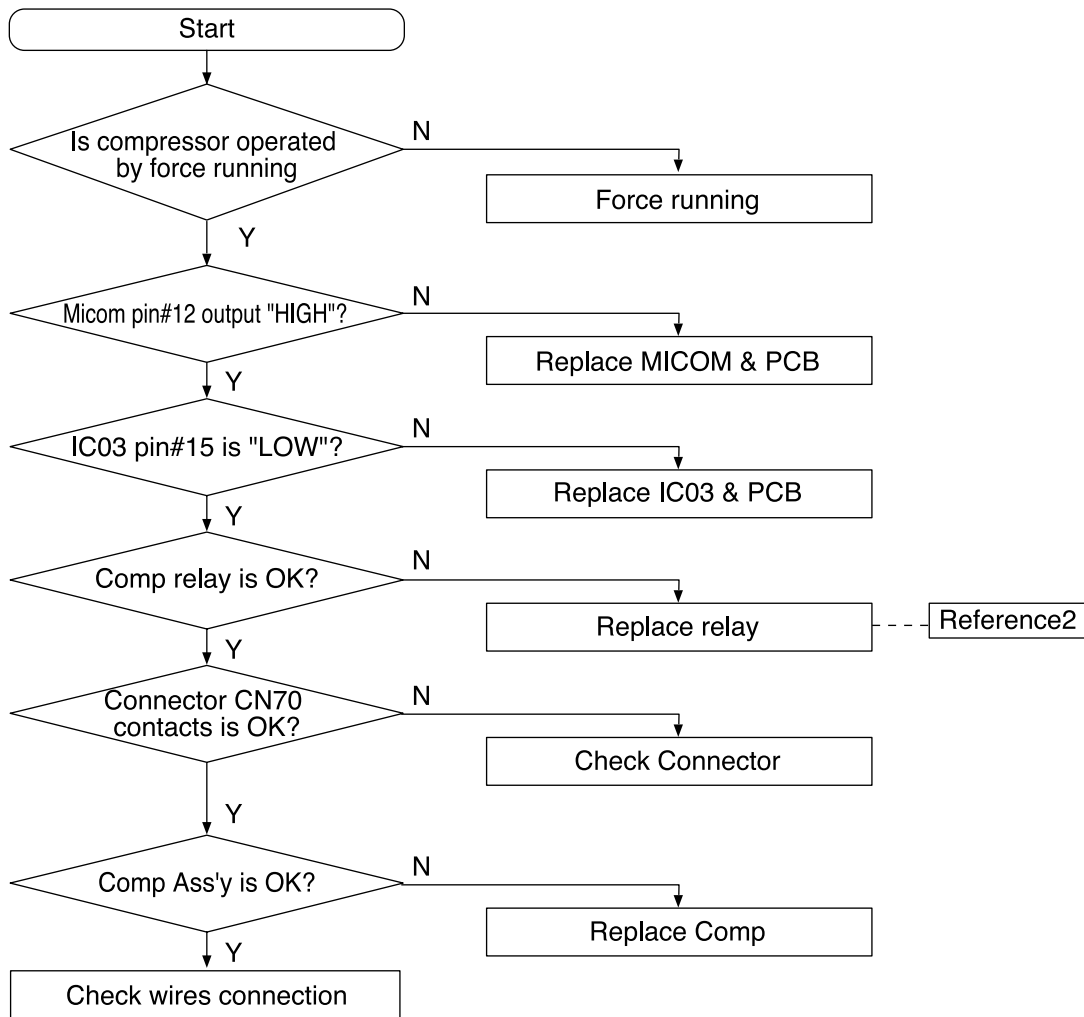 Start
Is compressor operated
by force running
N
Force running
Y
Micom pin#12 output "HIGH"?
N
Replace MICOM & PCB
Y
IC03 pin#15 is "LOW"?
N
Replace IC03 & PCB
Y
Comp relay is OK?
N
Replace relay
Reference2
Y
Connector CN70
contacts is OK?
N
Check Connector
Y
Comp Ass'y is OK?
N
Replace Comp
Y
Check wires connection